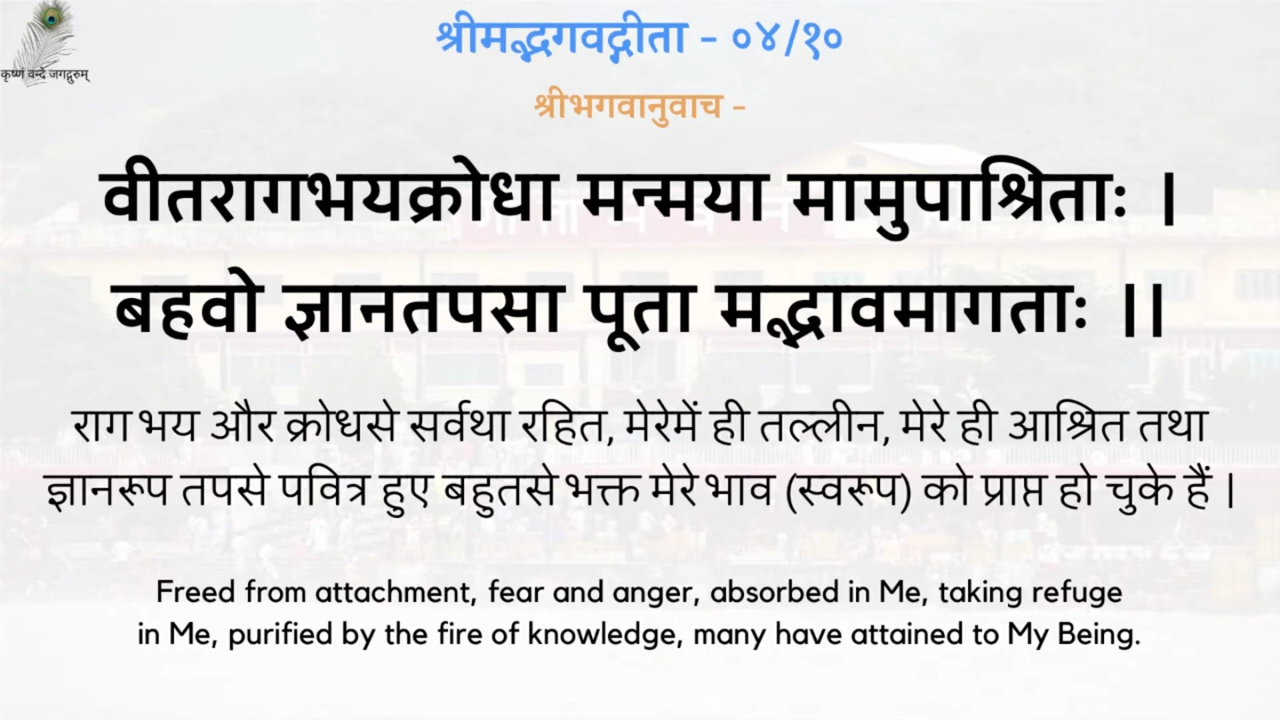 कृष्णं वन्दे जगद्गुरुम्
श्रीमद्भगवद्गीता - ०४/१०
श्रीभगवानुवाच -
वीतरागभयक्रोधा मन्मया मामुपाश्रिताः |
बहवो ज्ञानतपसा पूता मद्भावमागताः ||
राग भय और क्रोधसे सर्वथा रहित, मेरेमें ही तल्लीन, मेरे ही आश्रित तथा
ज्ञानरूप तपसे पवित्र हुए बहुतसे भक्त मेरे भाव (स्वरूप) को प्राप्त हो चुके हैं |
Freed from attachment, fear and anger, absorbed in Me, taking refuge
in Me, purified by the fire of knowledge, many have attained to My Being.